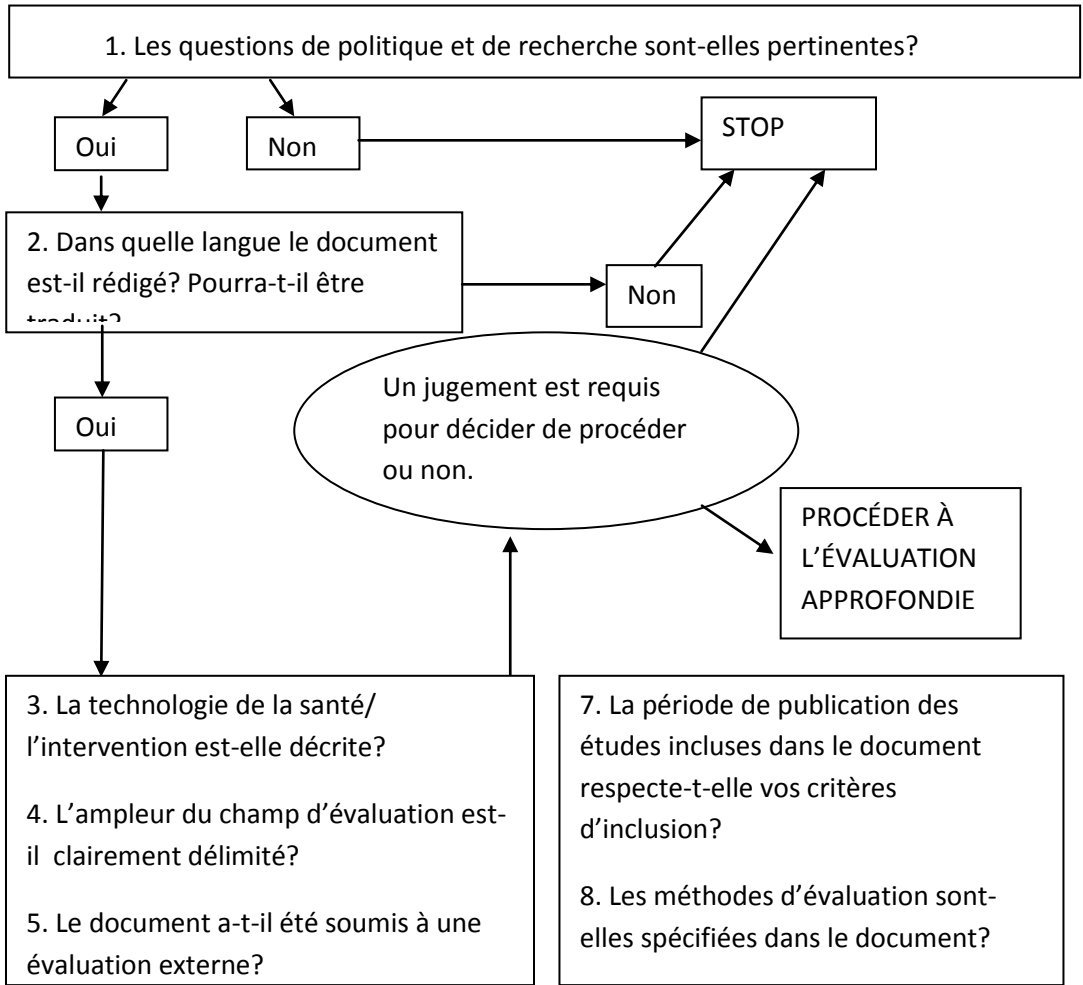 1. Les questions de politique et de recherche sont-elles pertinentes?
Oui
Non
STOP
2. Dans quelle langue le document
est-il rédigé? Pourra-t-il être
traduit?
Non
Oui
Un jugement est requis
pour décider de procéder
ou non.
PROCÉDER À
L’ÉVALUATION
APPROFONDIE
3. La technologie de la santé/
l’intervention est-elle décrite?
4. L’ampleur du champ d’évaluation est-
il clairement délimité?
5. Le document a-t-il été soumis à une
évaluation externe?
7. La période de publication des
études incluses dans le document
respecte-t-elle vos critères
d’inclusion?
8. Les méthodes d’évaluation sont-
elles spécifiées dans le document?